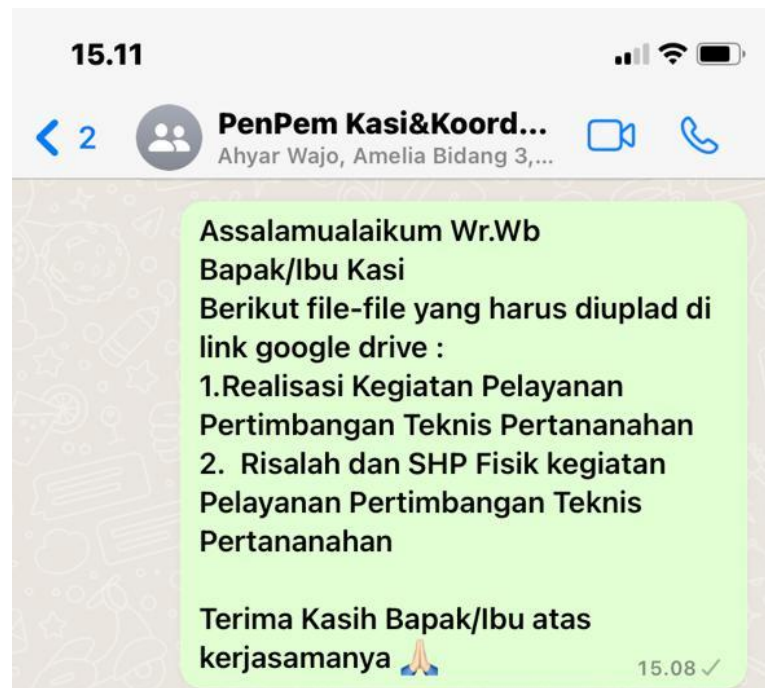 15.11
2
PenPem Kasi&Koord...
Ahyar Wajo, Amelia Bidang 3,...
Assalamualaikum Wr.Wb
Bapak/Ibu Kasi
Berikut file-file yang harus diuplad di
link google drive :
1.Realisasi Kegiatan Pelayanan
Pertimbangan Teknis Pertananahan
2.  Risalah dan SHP Fisik kegiatan
Pelayanan Pertimbangan Teknis
Pertananahan
Terima Kasih Bapak/Ibu atas
kerjasamanya 🙏🏻
15.08